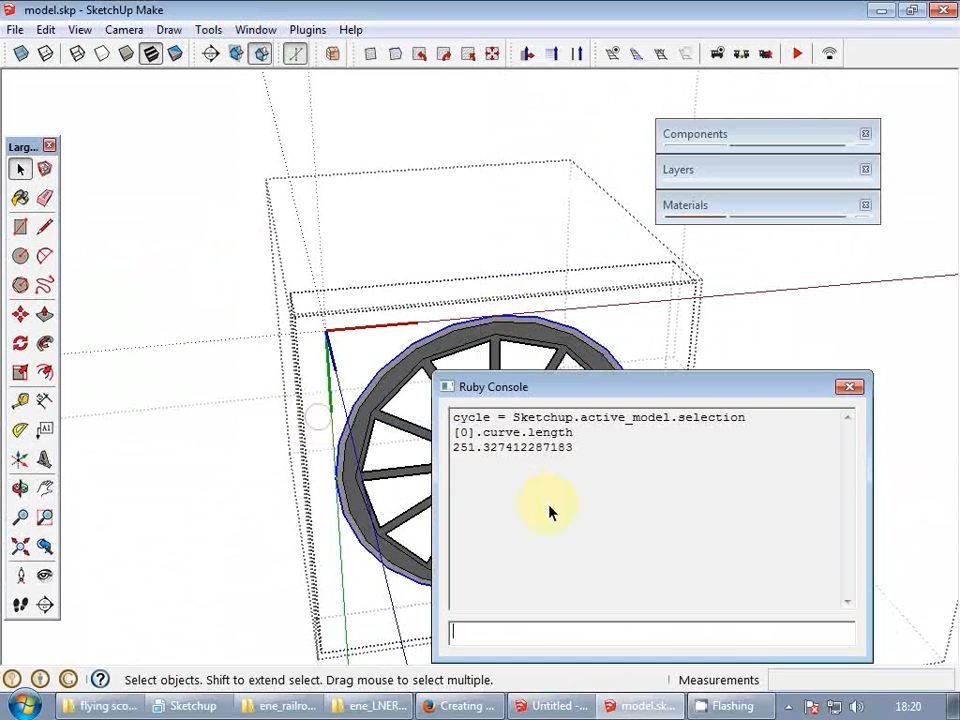 model.skp - SketchUp Make
File Edit View Camera Draw Tools Window Plugins Help
Larg...
Components
Layers
Materials
Ruby Console
cycle = Sketchup.active_model.selection
[0].curve.length
251.327412287183
Select objects. Shift to extend select. Drag mouse to select multiple.
Measurements
flying sco...
Sketchup
ene_railro...
ene_LNER...
Creating ...
Untitled -...
model.sk...
Flashing
18:20